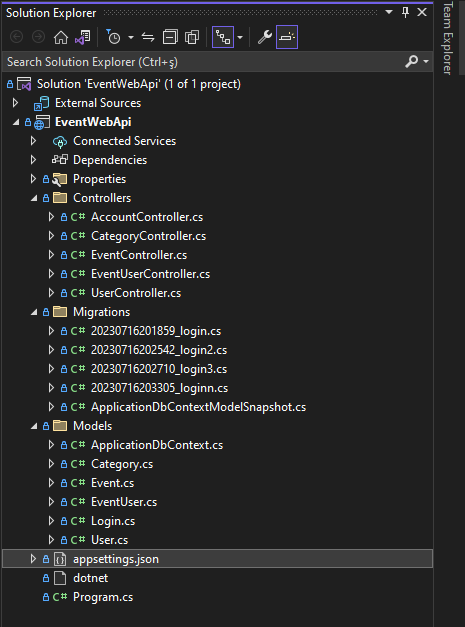 Solution Explorer
Search Solution Explorer (Ctrl+ş)
Solution 'EventWebApi' (1 of 1 project)
External Sources
EventWebApi
Connected Services
Dependencies
Properties
Controllers
C# AccountController.cs
C# CategoryController.cs
C# EventController.cs
C# EventUserController.cs
C# UserController.cs
Migrations
C# 20230716201859_login.cs
C# 20230716202542_login2.cs
C# 20230716202710_login3.cs
C# 20230716203305_loginn.cs
C# ApplicationDbContextModelSnapshot.cs
Models
C# ApplicationDbContext.cs
C# Category.cs
C# Event.cs
C# EventUser.cs
C# Login.cs
C# User.cs
appsettings.json
dotnet
C# Program.cs
Team Explorer